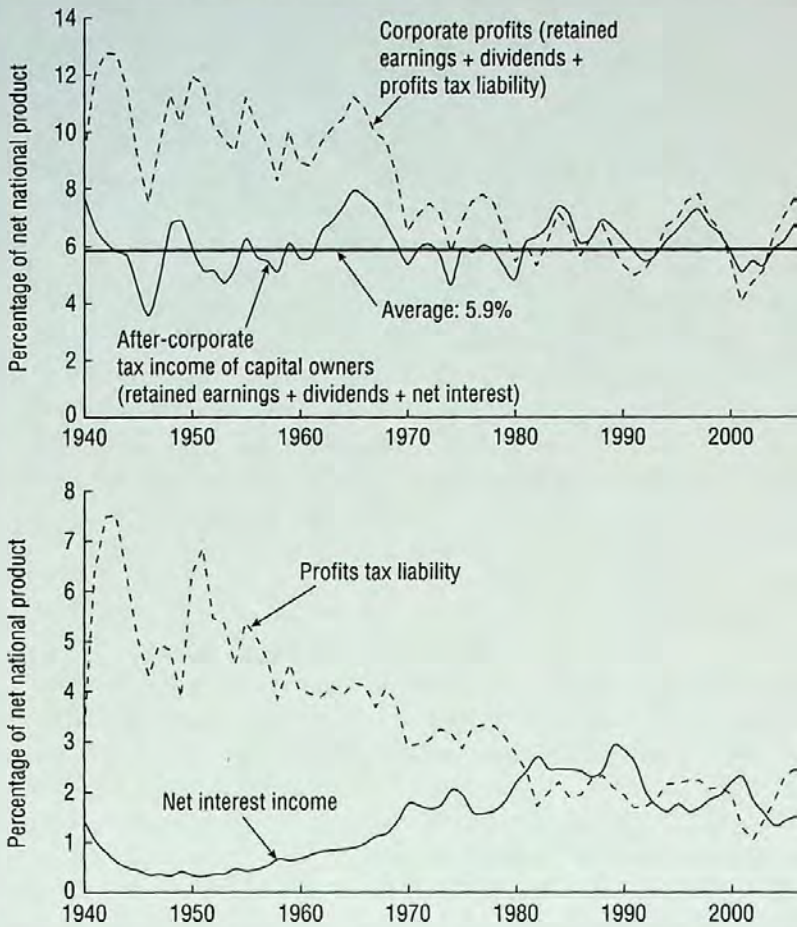 Percentage of net national product
14
12
10
8
6
4
2
0
Corporate profits (retained
earnings + dividends +
profits tax liability)
Average: 5.9%
After-corporate
tax income of capital owners
(retained earnings + dividends + net interest)
1940 1950 1960 1970 1980 1990 2000
Percentage of net national product
8
7
6
5
4
3
2
1
0
Profits tax liability
Net interest income
1940 1950 1960 1970 1980 1990 2000